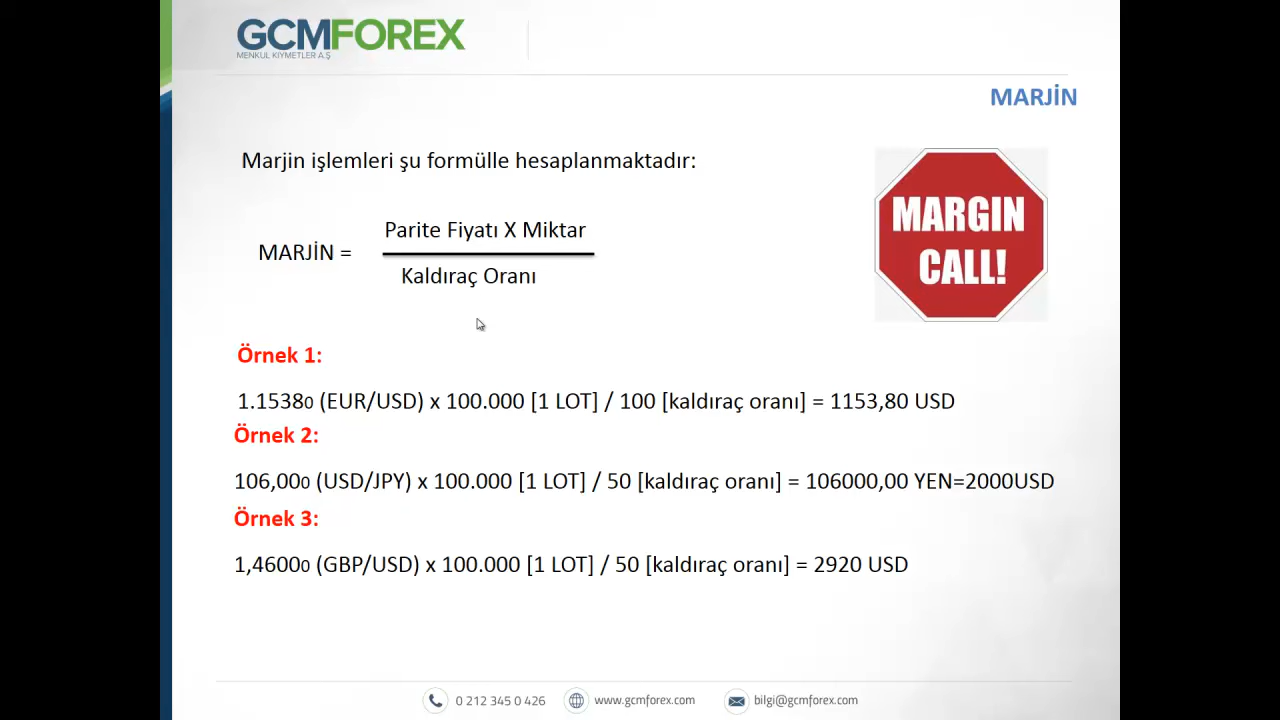 GCMFOREX
MENKUL KIYMETLER A.Ş
MARJİN
Marjin işlemleri şu formülle hesaplanmaktadır:
MARGIN
CALL!
Parite Fiyatı X Miktar
MARJİN =
Kaldıraç Oranı
Örnek 1:
1.15380 (EUR/USD) x 100.000 [1 LOT] / 100 [kaldıraç oranı] = 1153,80 USD
Örnek 2:
106,000 (USD/JPY) x 100.000 [1 LOT] / 50 [kaldıraç oranı] = 106000,00 YEN=2000USD
Örnek 3:
1,46000 (GBP/USD) x 100.000 [1 LOT] / 50 [kaldıraç oranı] = 2920 USD
0 212 345 0 426 www.gcmforex.com bilgi@gcmforex.com